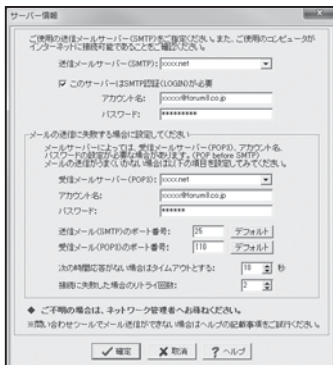 サーバー情報
ご使用の送信メールサーバー(SMTP)をご指定ください。また、ご使用のコンピュータが
インターネットに接続可能であることをご確認ください。
送信メールサーバー(SMTP): xxxx.net
このサーバーはSMTP認証(LOGIN)が必要
アカウント名: xxxxx@forumil.co.jp
パスワード: *********
メールの送信に失敗する場合に設定してください
メールサーバーによっては、受信メールサーバー(POP3)、アカウント名、
パスワードの設定が必要な場合があります。(POP before SMTP)
メールの送信がうまくいかない場合は以下の項目を設定してみてください。
受信メールサーバー(POP3): xxxx.net
アカウント名: xxxxx@forumil.co.jp
パスワード: ******
送信メール(SMTP)のポート番号: 25 デフォルト
受信メール(POP3)のポート番号: 110 デフォルト
次の時間応答がない場合はタイムアウトとする: 10 秒
接続に失敗した場合のリトライ回数: 2
◆ ご不明の場合は、ネットワーク管理者へお尋ねください。
※問い合わせツールでメール送信ができない場合はヘルプの記載事項をご試行ください。
確定 取消 ヘルプ